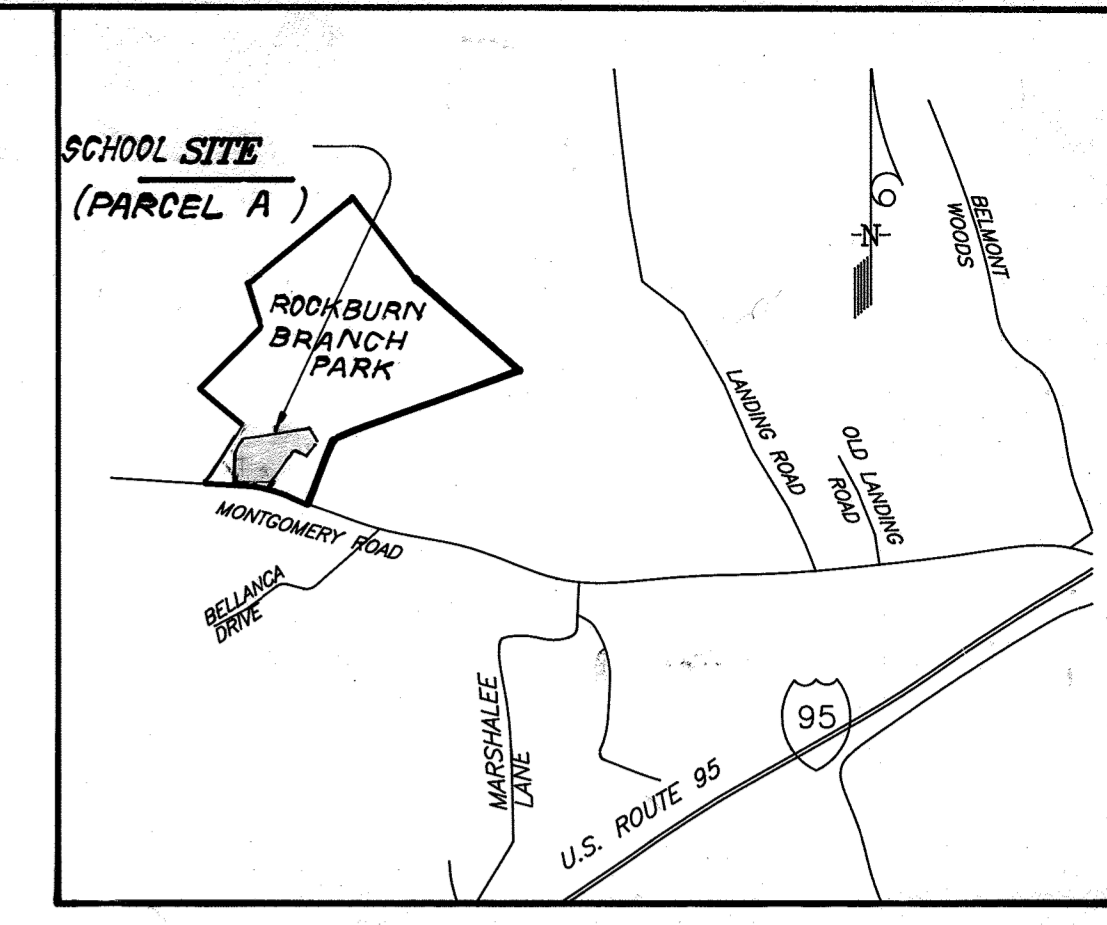 SCHOOL SITE
(PARCEL A )
ROCKBURN
BRANCH
PARK
N
BELMONT
WOODS
LANDING ROAD
OLD LANDING
ROAD
MONTGOMERY ROAD
BELLANCA
DRIVE
MARSHALEE
LANE
95
U.S. ROUTE 95